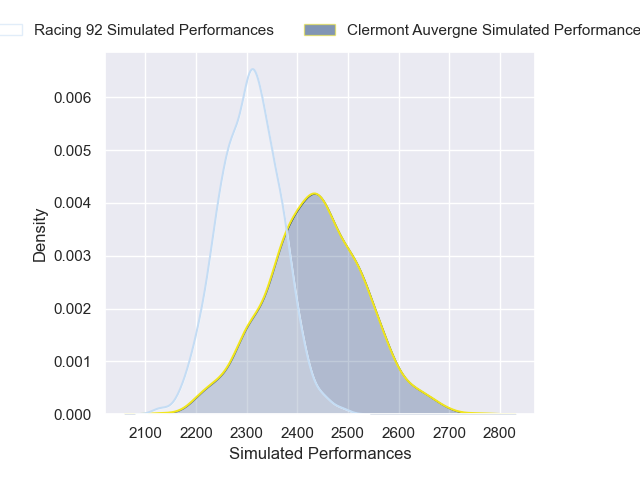 Racing 92 Simulated Performances
Clermont Auvergne Simulated Performance
0.006
0.005
0.004
0.003
0.002
0.001
0.000
Density
2100 2200 2300 2400 2500 2600 2700 2800
Simulated Performances